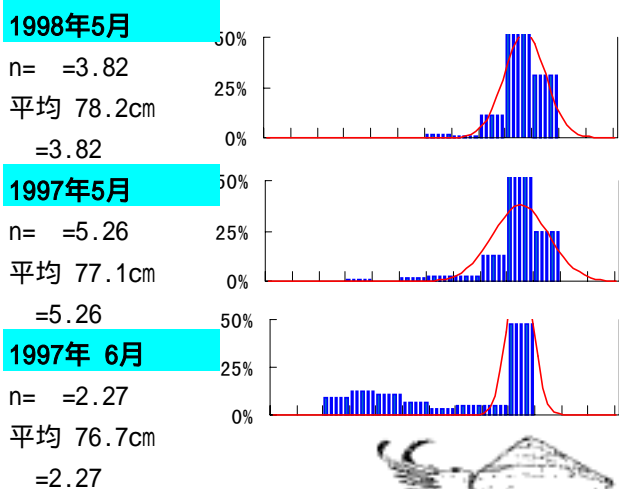 1998年5月
n=  =3.82
平均 78.2cm
=3.82
50%
25%
0%
1997年5月
n=  =5.26
平均 77.1cm
=5.26
50%
25%
0%
1997年 6月
n=  =2.27
平均 76.7cm
=2.27
50%
25%
0%